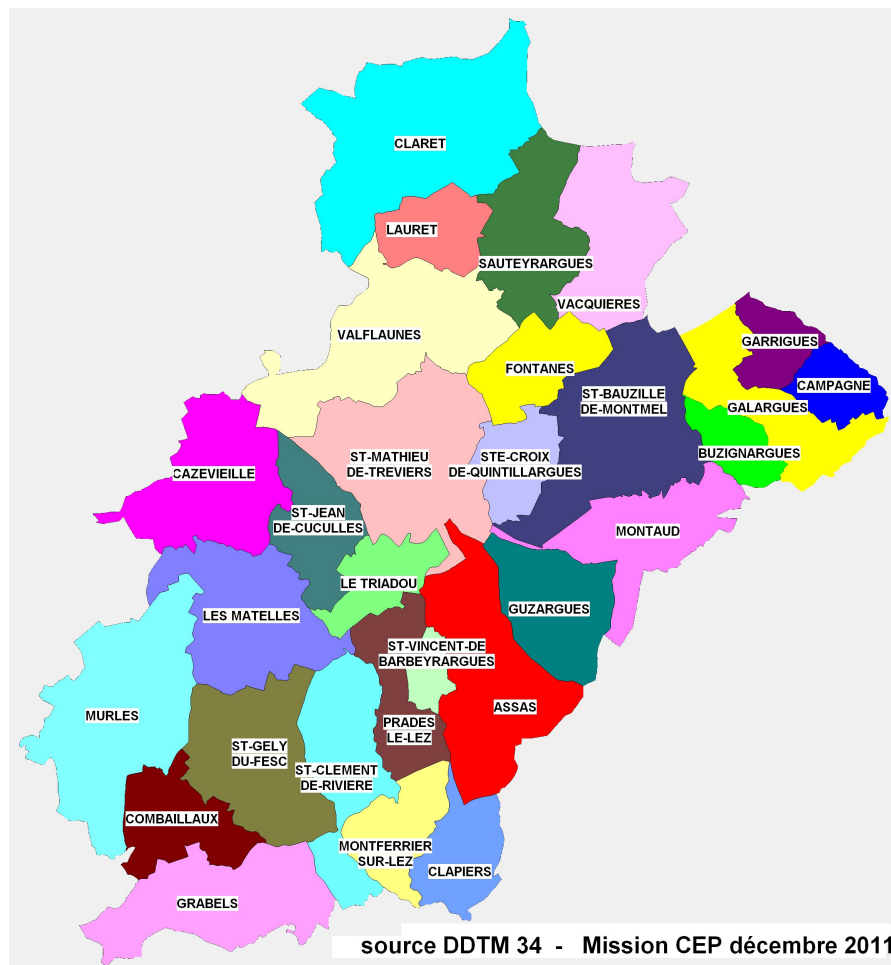 CLARET
LAURET
SAUTEYRARGUES
VACQUIERES
VALFLAUNES
GARRIGUES
FONTANES
CAMPAGNE
ST-BAUZILLE
DE-MONTMEL
GALARGUES
BUZIGNARGUES
ST-MATHIEU
DE-TREVIERS
STE-CROIX
DE-QUINTILLARGUES
CAZEVIEILLE
ST-JEAN
DE-CUCULLES
MONTAUD
LE TRIADOU
GUZARGUES
LES MATELLES
ST-VINCENT-DE
BARBEYRARGUES
ASSAS
MURLES
PRADES
LE-LEZ
ST-GELY
DU-FESC
ST-CLEMENT
DE-RIVIERE
COMBAILLAUX
MONTFERRIER
SUR-LEZ
CLAPIERS
GRABELS
source DDTM 34 - Mission CEP décembre 2011